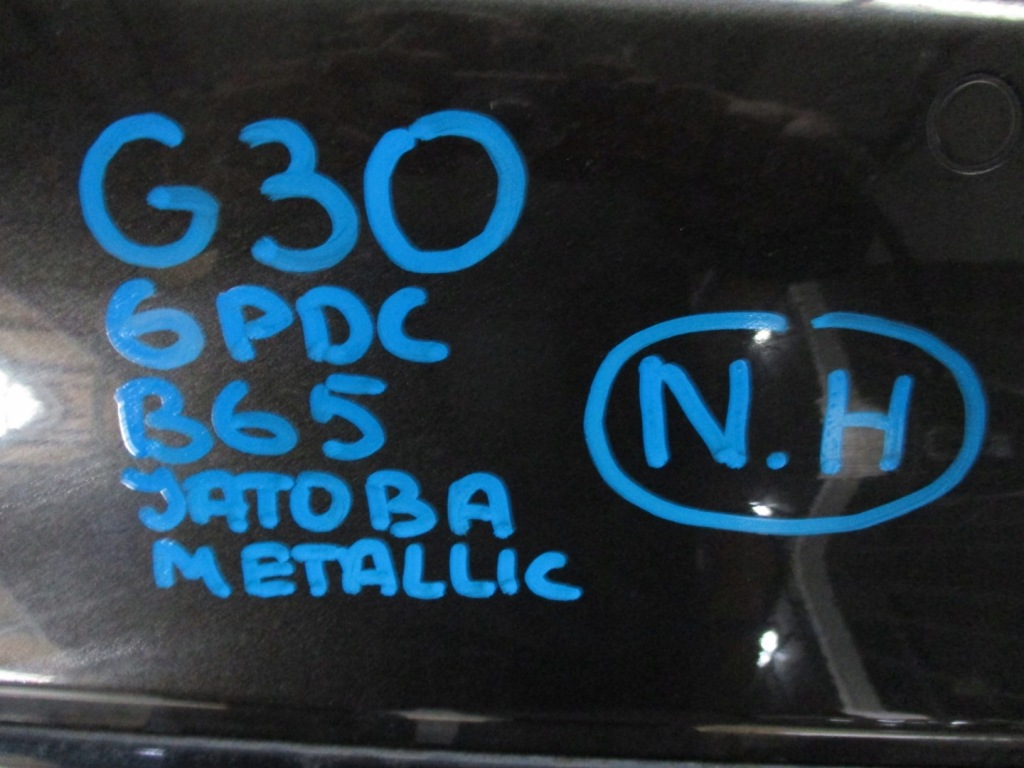 G30
6PDC
B65
JATOBA
METALLIC
N.H